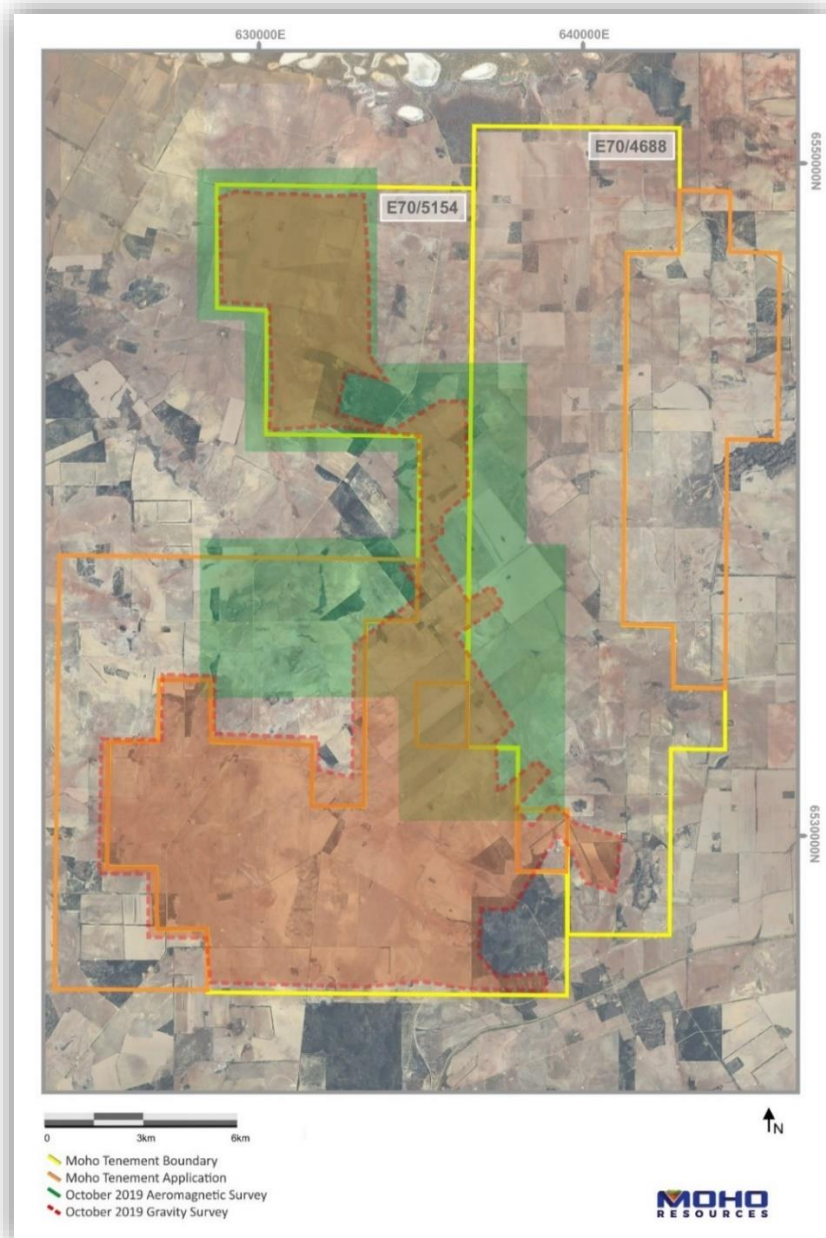 630000E 640000E
6550000N
E70/4688
E70/5154
6530000N
0 3km 6km
N
Moho Tenement Boundary
Moho Tenement Application
October 2019 Aeromagnetic Survey
October 2019 Gravity Survey
MOHO
RESOURCES